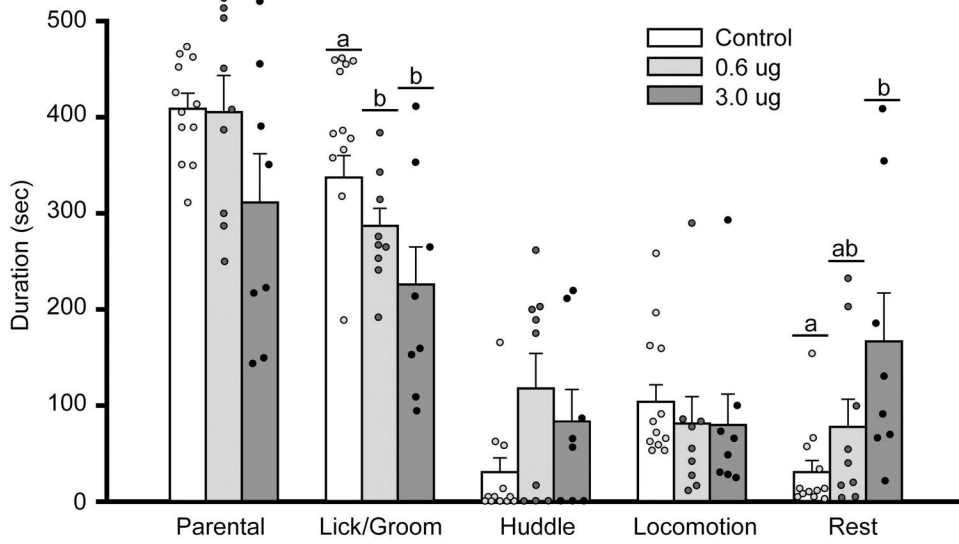 500
400
300
200
100
0
Duration (sec)
Control
0.6 ug
3.0 ug
a
b
b
a
ab
b
Parental
Lick/Groom
Huddle
Locomotion
Rest